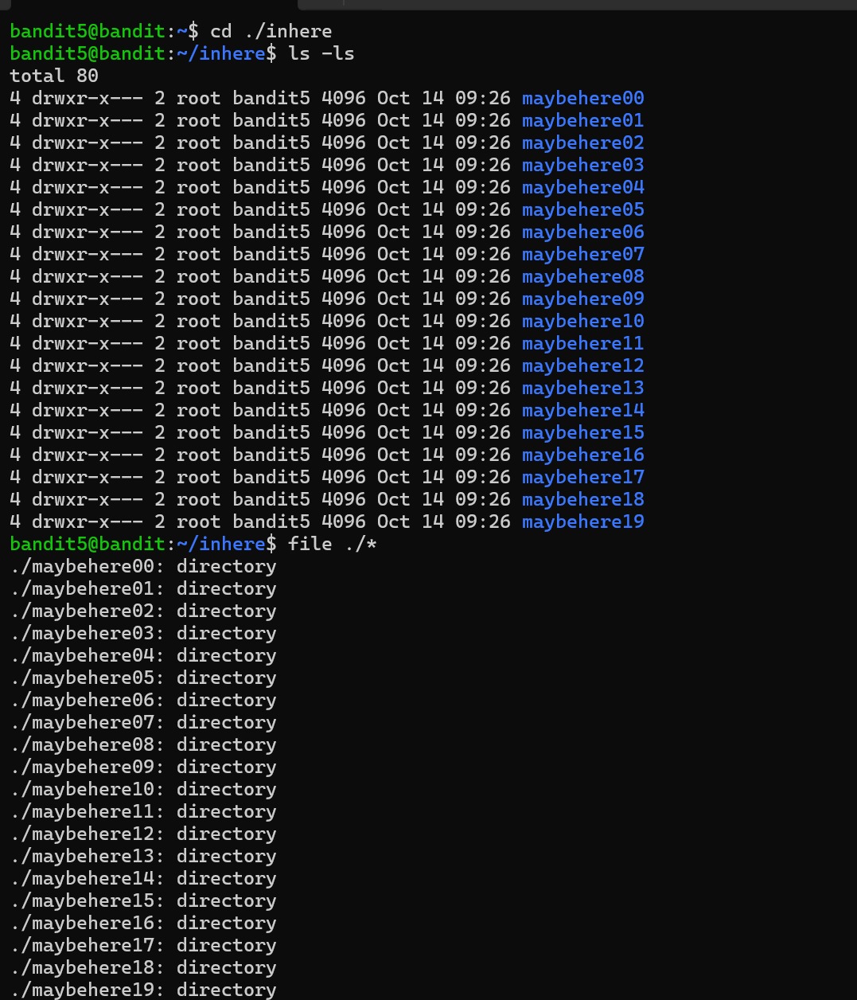 bandit5@bandit:~$ cd ./inhere
bandit5@bandit:~/inhere$ ls -ls
total 80
4 drwxr-x--- 2 root bandit5 4096 Oct 14 09:26 maybehere00
4 drwxr-x--- 2 root bandit5 4096 Oct 14 09:26 maybehere01
4 drwxr-x--- 2 root bandit5 4096 Oct 14 09:26 maybehere02
4 drwxr-x--- 2 root bandit5 4096 Oct 14 09:26 maybehere03
4 drwxr-x--- 2 root bandit5 4096 Oct 14 09:26 maybehere04
4 drwxr-x--- 2 root bandit5 4096 Oct 14 09:26 maybehere05
4 drwxr-x--- 2 root bandit5 4096 Oct 14 09:26 maybehere06
4 drwxr-x--- 2 root bandit5 4096 Oct 14 09:26 maybehere07
4 drwxr-x--- 2 root bandit5 4096 Oct 14 09:26 maybehere08
4 drwxr-x--- 2 root bandit5 4096 Oct 14 09:26 maybehere09
4 drwxr-x--- 2 root bandit5 4096 Oct 14 09:26 maybehere10
4 drwxr-x--- 2 root bandit5 4096 Oct 14 09:26 maybehere11
4 drwxr-x--- 2 root bandit5 4096 Oct 14 09:26 maybehere12
4 drwxr-x--- 2 root bandit5 4096 Oct 14 09:26 maybehere13
4 drwxr-x--- 2 root bandit5 4096 Oct 14 09:26 maybehere14
4 drwxr-x--- 2 root bandit5 4096 Oct 14 09:26 maybehere15
4 drwxr-x--- 2 root bandit5 4096 Oct 14 09:26 maybehere16
4 drwxr-x--- 2 root bandit5 4096 Oct 14 09:26 maybehere17
4 drwxr-x--- 2 root bandit5 4096 Oct 14 09:26 maybehere18
4 drwxr-x--- 2 root bandit5 4096 Oct 14 09:26 maybehere19
bandit5@bandit:~/inhere$ file ./*
./maybehere00: directory
./maybehere01: directory
./maybehere02: directory
./maybehere03: directory
./maybehere04: directory
./maybehere05: directory
./maybehere06: directory
./maybehere07: directory
./maybehere08: directory
./maybehere09: directory
./maybehere10: directory
./maybehere11: directory
./maybehere12: directory
./maybehere13: directory
./maybehere14: directory
./maybehere15: directory
./maybehere16: directory
./maybehere17: directory
./maybehere18: directory
./maybehere19: directory